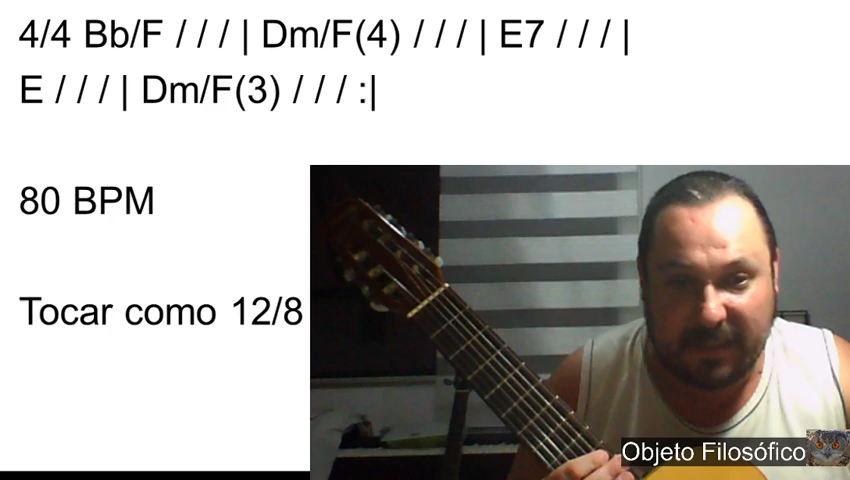 4/4 Bb/F / / / | Dm/F(4) / / / | E7 / / / |
E / / / | Dm/F(3) / / / :|
80 BPM
Tocar como 12/8
Objeto Filosófico